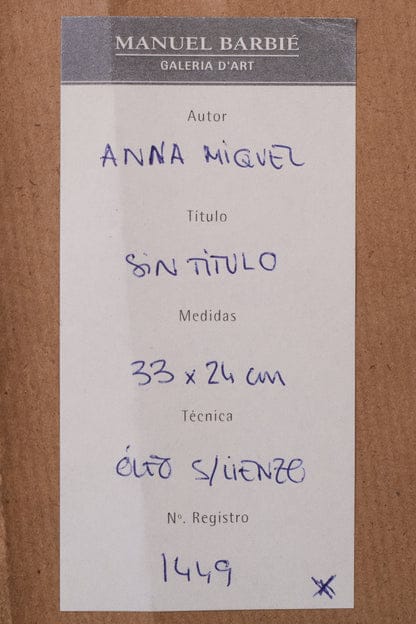 MANUEL BARBIÉ
GALERIA D'ART
Autor
ANNA MIQUEL
Título
SIN TÍTULO
Medidas
33 x 24 cm
Técnica
ÓLEO S/LIENZO
Nº. Registro
1449